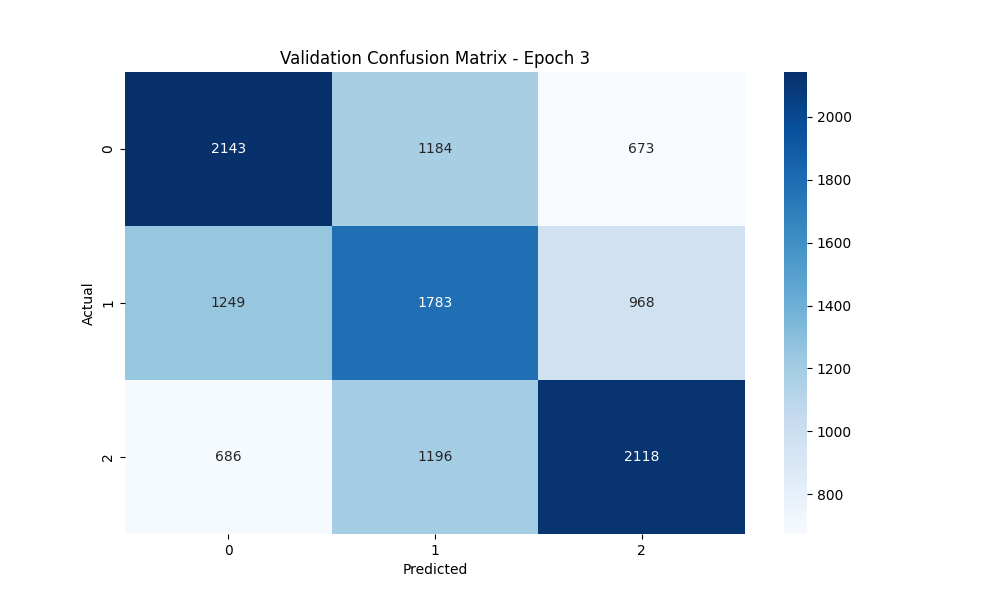 Validation Confusion Matrix - Epoch 3
0 2143 1184 673
1 1249 1783 968
2 686 1196 2118
0 1 2
Actual
Predicted
2000
1800
1600
1400
1200
1000
800